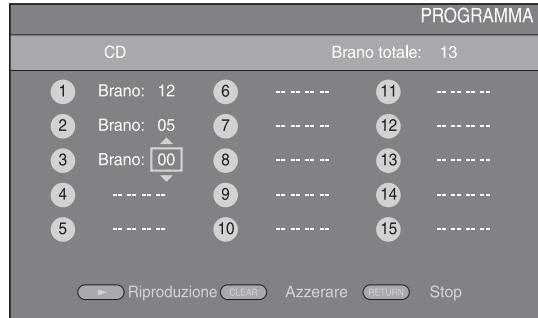 PROGRAMMA
CD Brano totale: 13
1 Brano: 12 6 -- -- -- -- 11 -- -- -- --
2 Brano: 05 7 -- -- -- -- 12 -- -- -- --
3 Brano: 00 8 -- -- -- -- 13 -- -- -- --
4 -- -- -- -- 9 -- -- -- -- 14 -- -- -- --
5 -- -- -- -- 10 -- -- -- -- 15 -- -- -- --
Riproduzione CLEAR Azzerare RETURN Stop